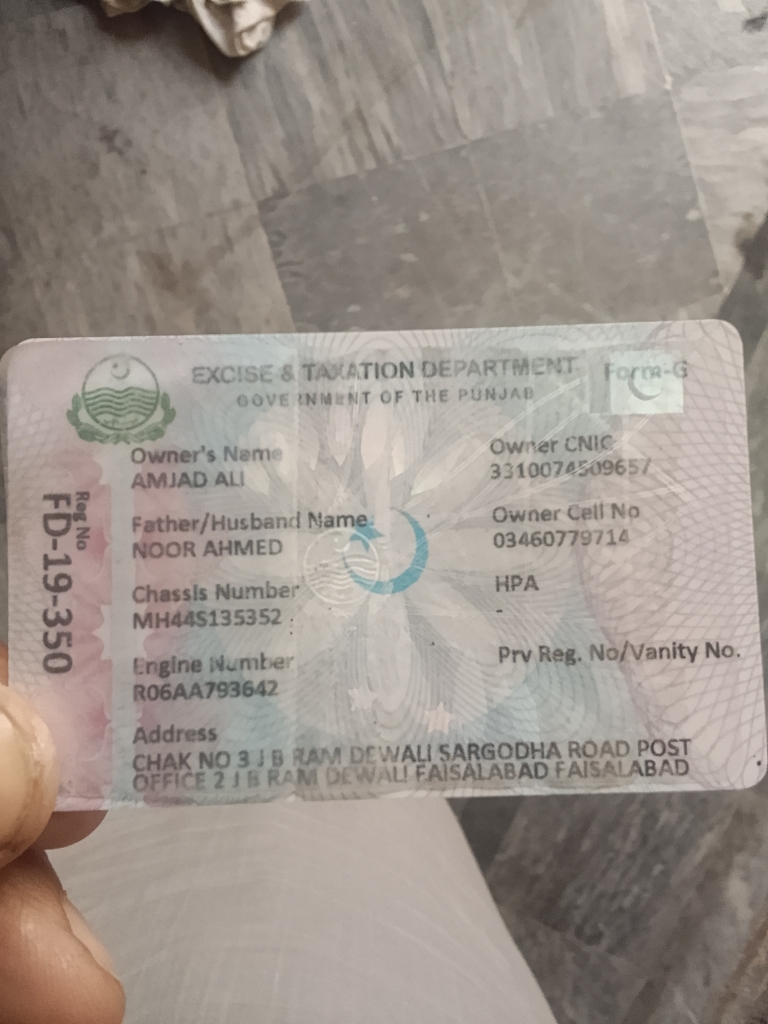 EXCISE & TAXATION DEPARTMENT
GOVERNMENT OF THE PUNJAB
Form-G
Reg No
FD-19-350
Owner's Name
AMJAD ALI
Owner CNIC
3310074509657
Father/Husband Name
NOOR AHMED
Owner Cell No
03460779714
Chassis Number
MH44S135352
HPA
-
Engine Number
R06AA793642
Prv Reg. No/Vanity No.
Address
CHAK NO 3 J B RAM DEWALI SARGODHA ROAD POST
OFFICE 2 J B RAM DEWALI FAISALABAD FAISALABAD